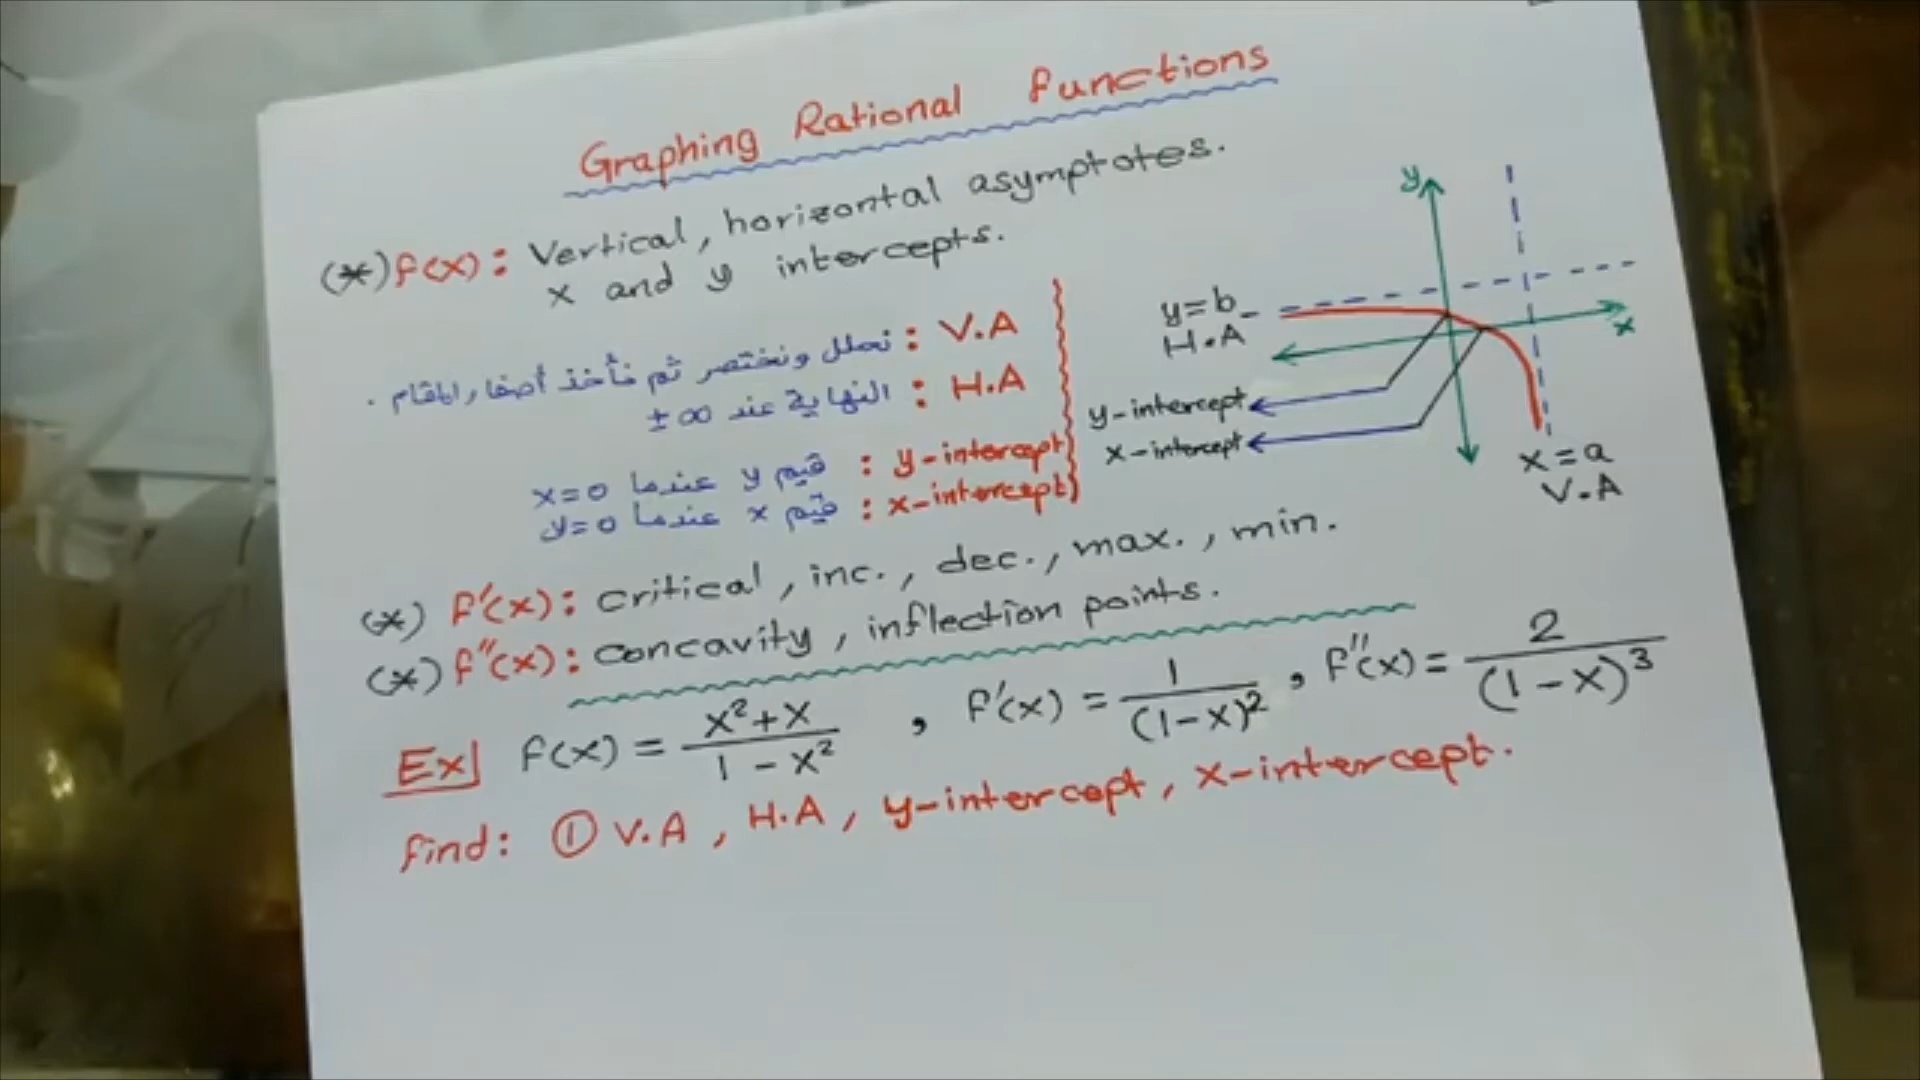 Graphing Rational functions
(*) f(x): Vertical, horizontal asymptotes.
x and y intercepts.
V.A : نحلل ونختصر ثم نأخذ أصفار المقام .
H.A : النهاية عند ±∞
y-intercept : قيم y عندما x=0
x-intercept : قيم x عندما y=0
y
x
y=b
H.A
y-intercept
x-intercept
x=a
V.A
(*) f'(x): critical, inc., dec., max., min.
(*) f''(x): concavity, inflection points.
Ex] f(x) = (x²+x)/(1-x²) , f'(x) = 1/(1-x)² , f''(x) = 2/(1-x)³
find: ① V.A, H.A, y-intercept, x-intercept.